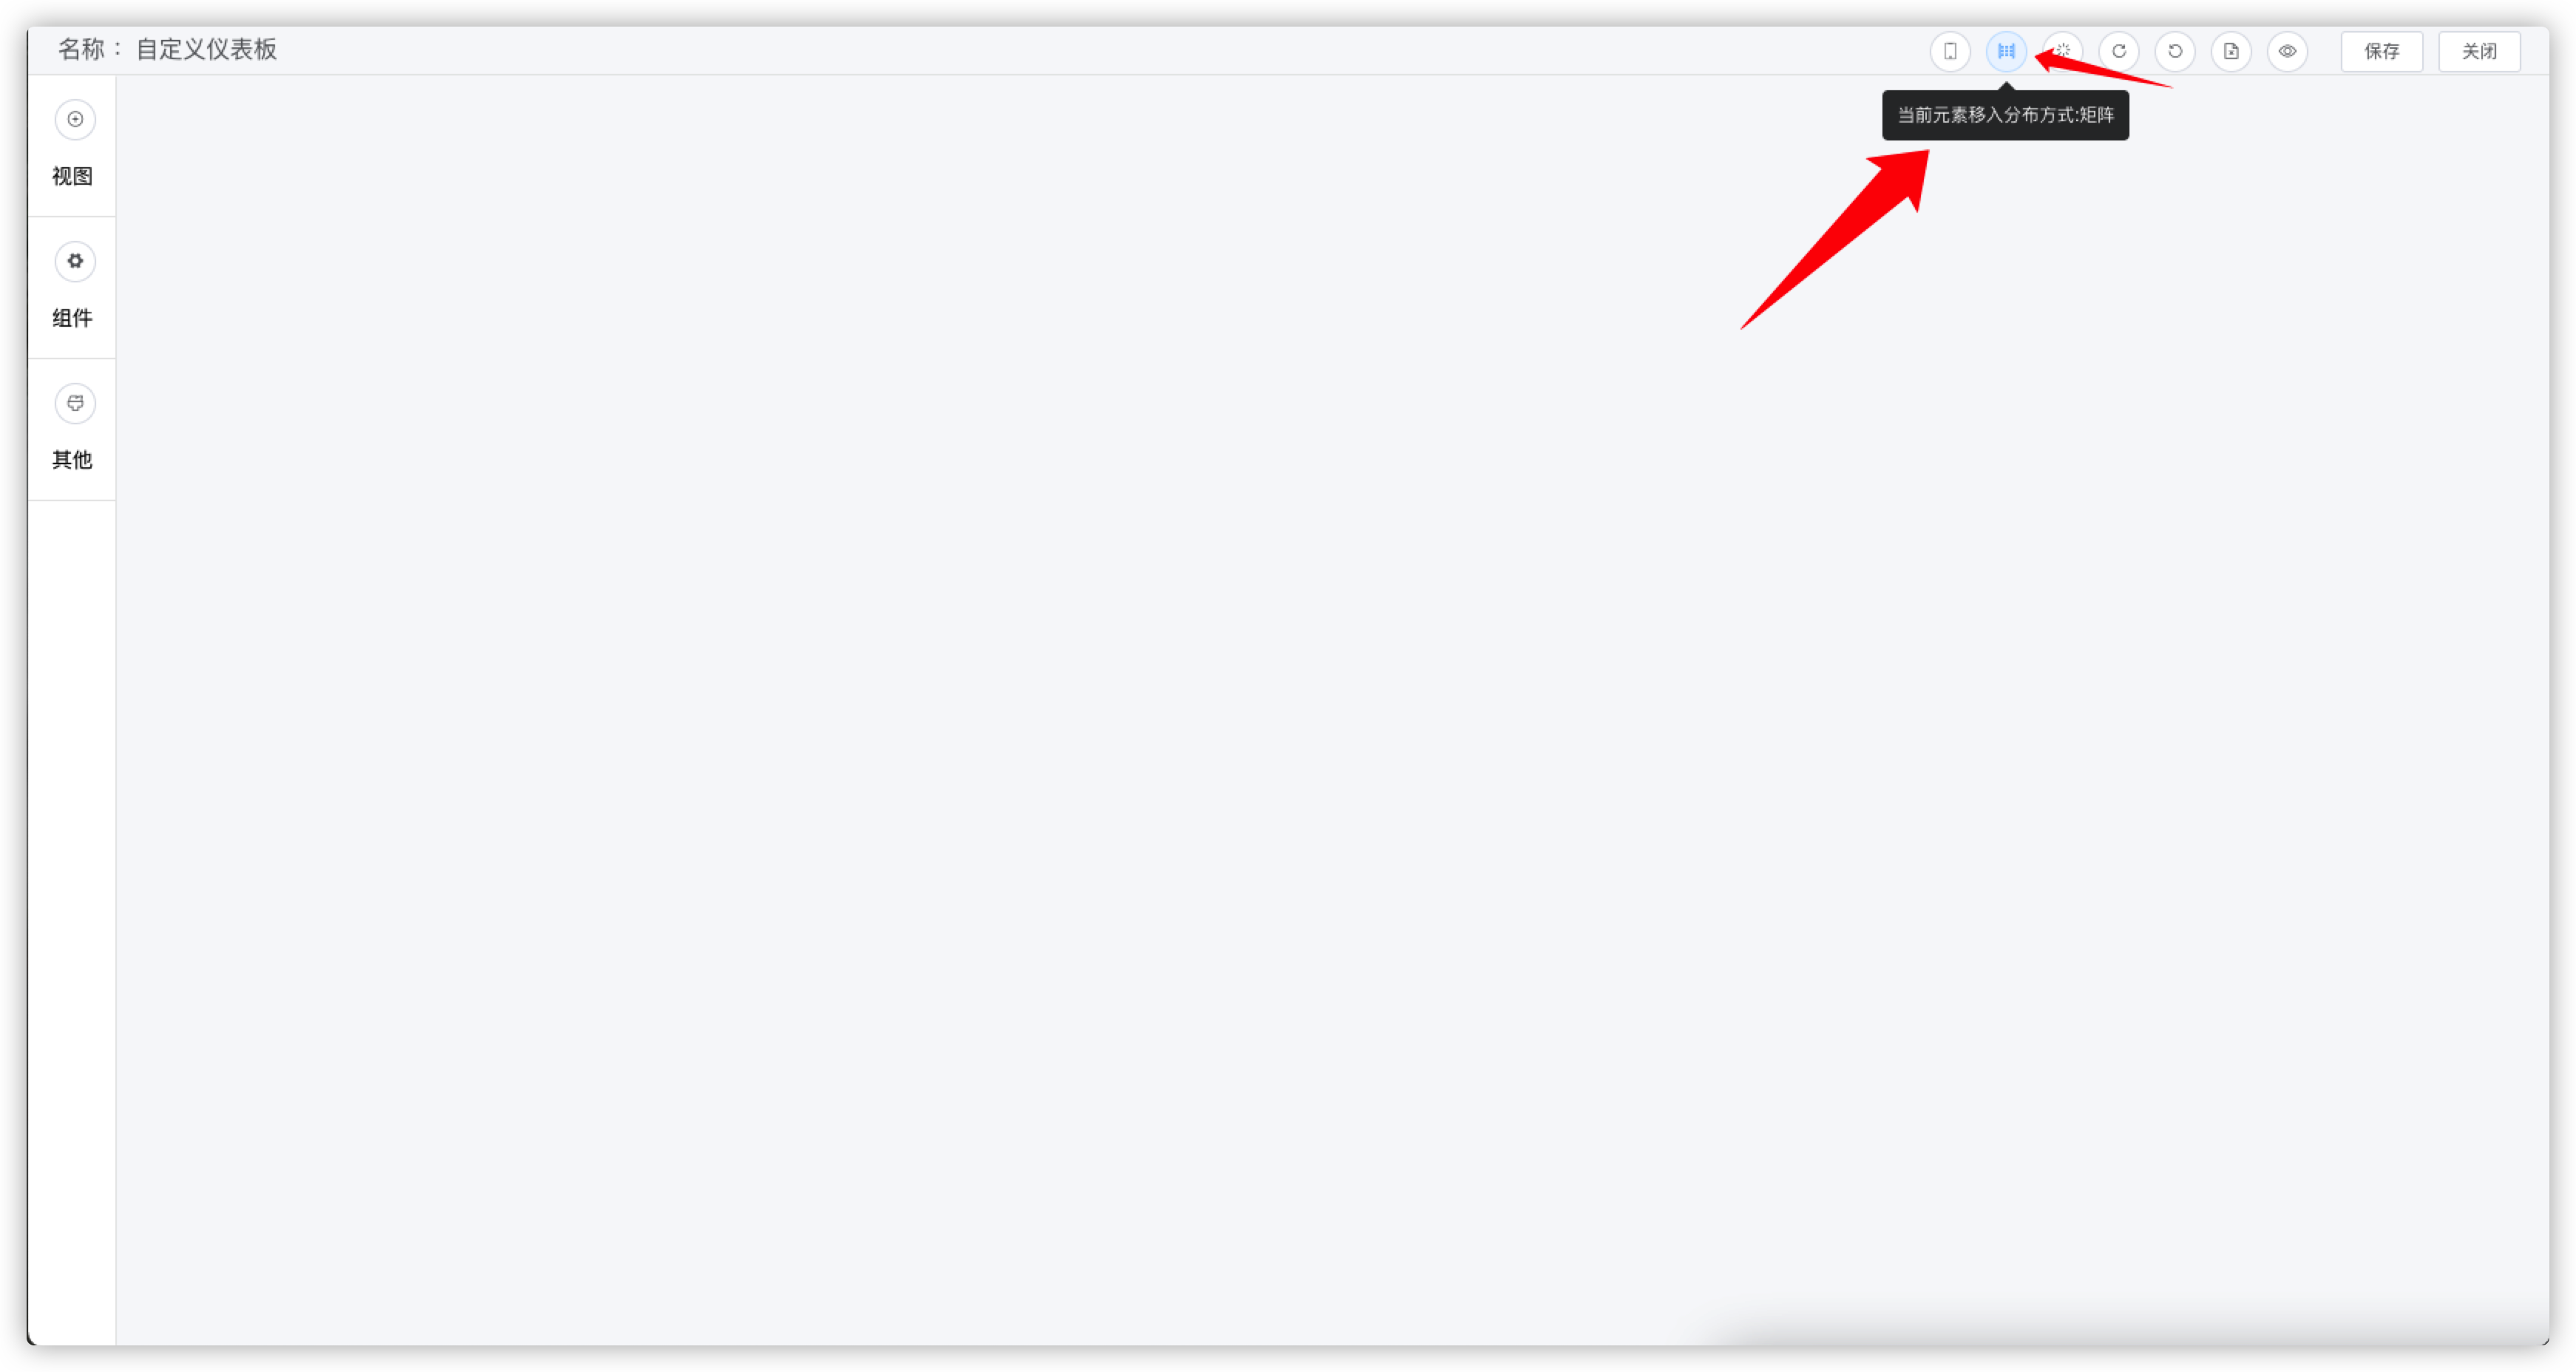 名称： 自定义仪表板
保存
关闭
当前元素移入分布方式:矩阵
视图
组件
其他